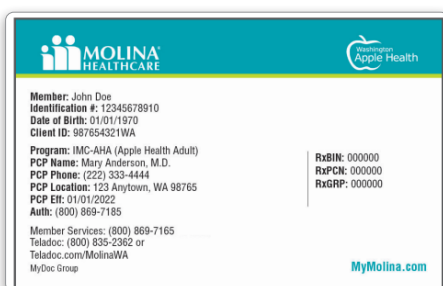 MOLINA
HEALTHCARE
Washington
Apple Health
Member: John Doe
Identification #: 12345678910
Date of Birth: 01/01/1970
Client ID: 987654321WA
Program: IMC-AHA (Apple Health Adult)
PCP Name: Mary Anderson, M.D.
PCP Phone: (222) 333-4444
PCP Location: 123 Anytown, WA 98765
PCP Eff: 01/01/2022
Auth: (800) 869-7185
RxBIN: 000000
RxPCN: 000000
RxGRP: 000000
Member Services: (800) 869-7165
Teladoc: (800) 835-2362 or
Teladoc.com/MolinaWA
MyDoc Group
MyMolina.com